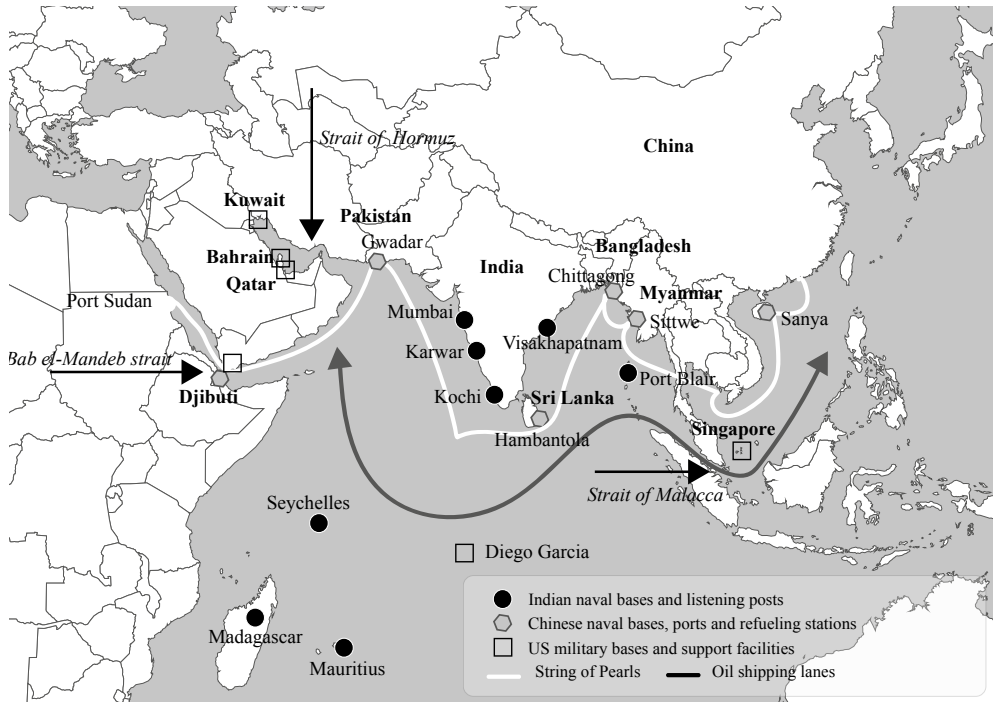 Strait of Hormuz
China
Kuwait
Pakistan
Gwadar
Bangladesh
Bahrain
India
Qatar
Chittagong
Myanmar
Port Sudan
Mumbai
Sittwe
Sanya
Visakhapatnam
Karwar
Bab el-Mandeb strait
Port Blair
Djibuti
Kochi
Sri Lanka
Singapore
Hambantola
Strait of Malacca
Seychelles
Diego Garcia
Indian naval bases and listening posts
Chinese naval bases, ports and refueling stations
Madagascar
US military bases and support facilities
Mauritius
String of Pearls
Oil shipping lanes